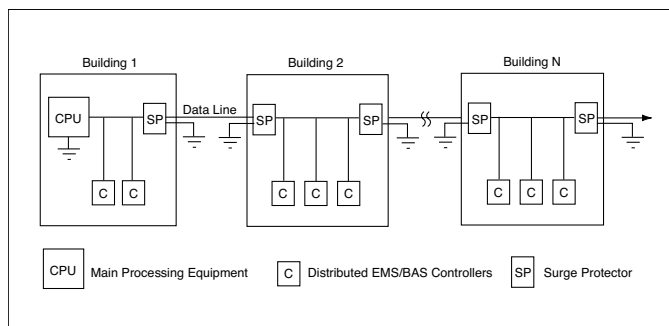 Building 1
Building 2
Building N
CPU
SP
Data Line
SP
SP
SP
SP
C
C
C
C
C
C
C
C
CPU
Main Processing Equipment
C
Distributed EMS/BAS Controllers
SP
Surge Protector